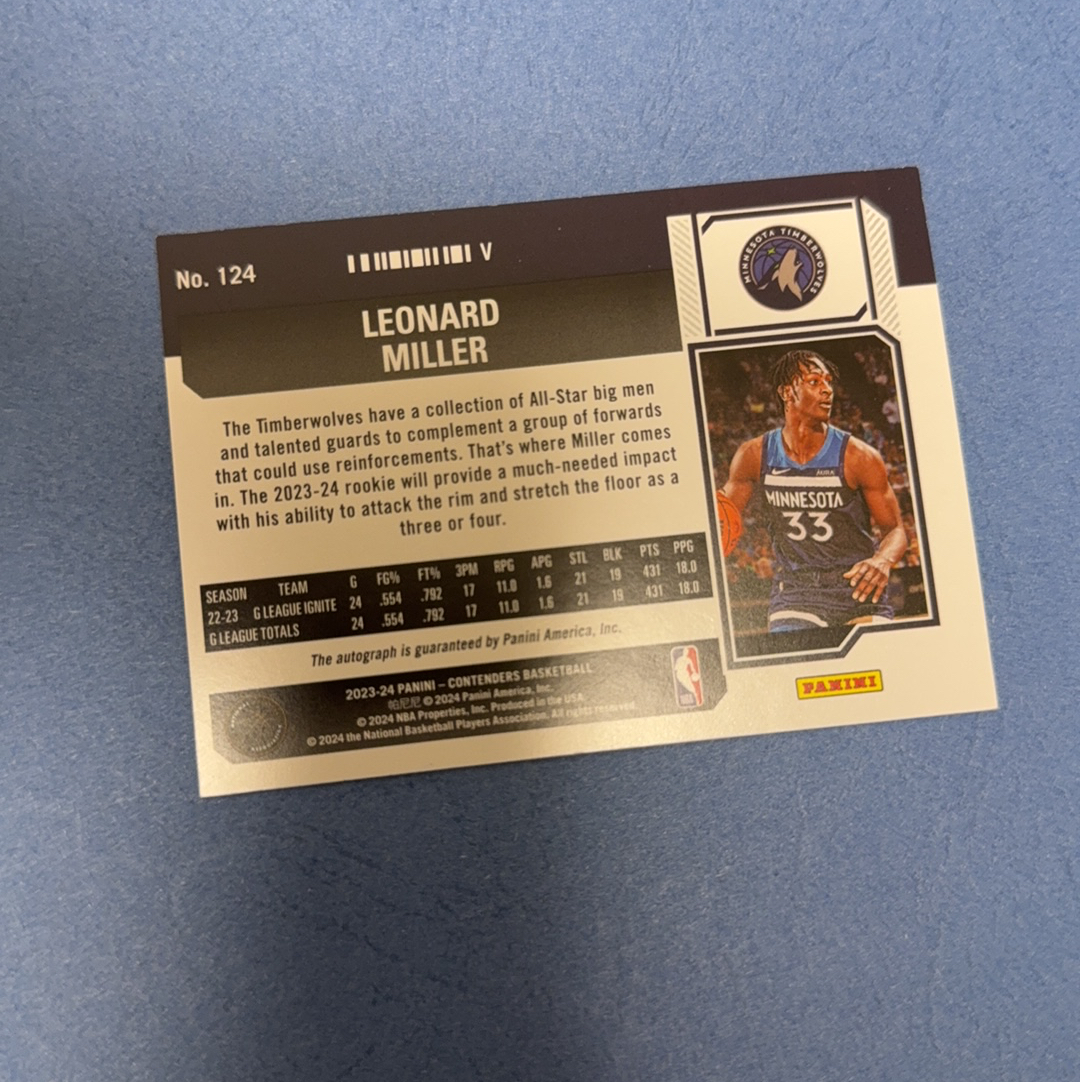 No. 124
V
LEONARD
MILLER
The Timberwolves have a collection of All-Star big men
and talented guards to complement a group of forwards
that could use reinforcements. That's where Miller comes
in. The 2023-24 rookie will provide a much-needed impact
with his ability to attack the rim and stretch the floor as a
three or four.
SEASON TEAM G FG% FT% 3PM RPG APG STL BLK PTS PPG
22-23 G LEAGUE IGNITE 24 .554 .792 17 11.0 1.6 21 19 431 18.0
G LEAGUE TOTALS 24 .554 .792 17 11.0 1.6 21 19 431 18.0
The autograph is guaranteed by Panini America, Inc.
2023-24 PANINI – CONTENDERS BASKETBALL
帕尼尼 © 2024 Panini America, Inc.
© 2024 NBA Properties, Inc. Produced in the USA.
© 2024 the National Basketball Players Association. All rights reserved.
MINNESOTA TIMBERWOLVES
MINNESOTA
33
PANINI